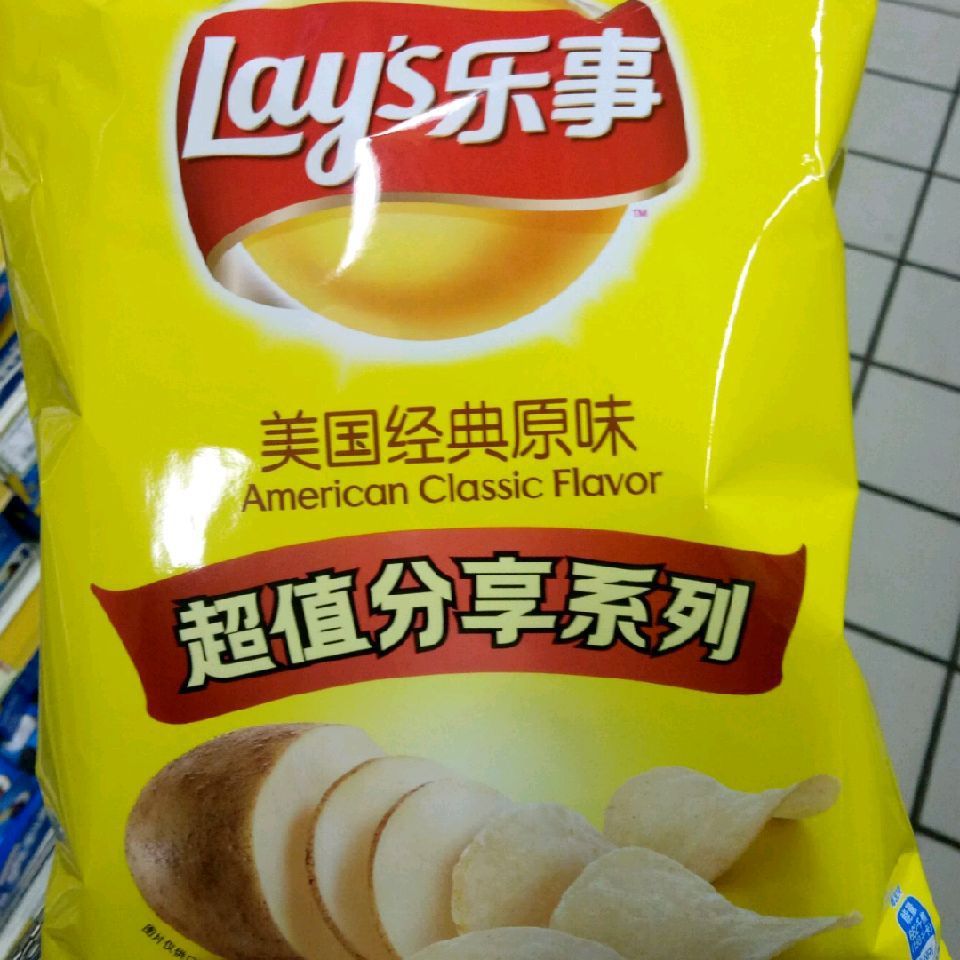 Lay's乐事
TM
美国经典原味
American Classic Flavor
超值分享系列